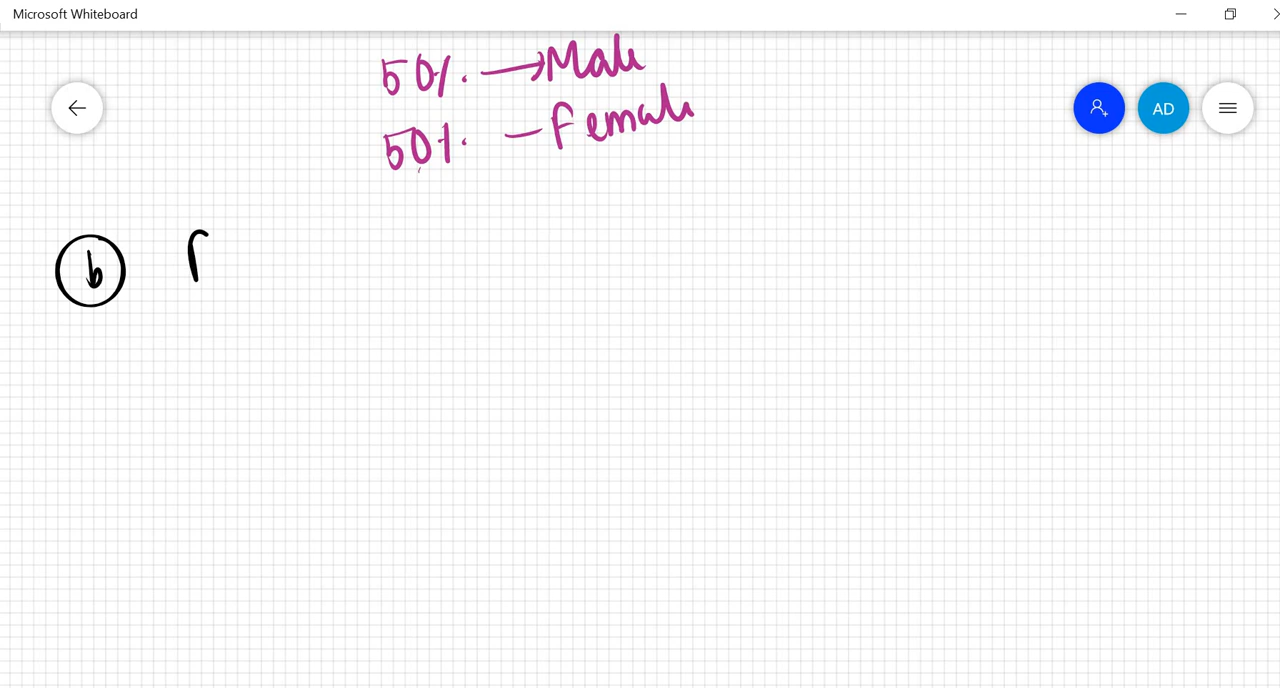 Microsoft Whiteboard
50%. → Male
50%. – Female
AD
b